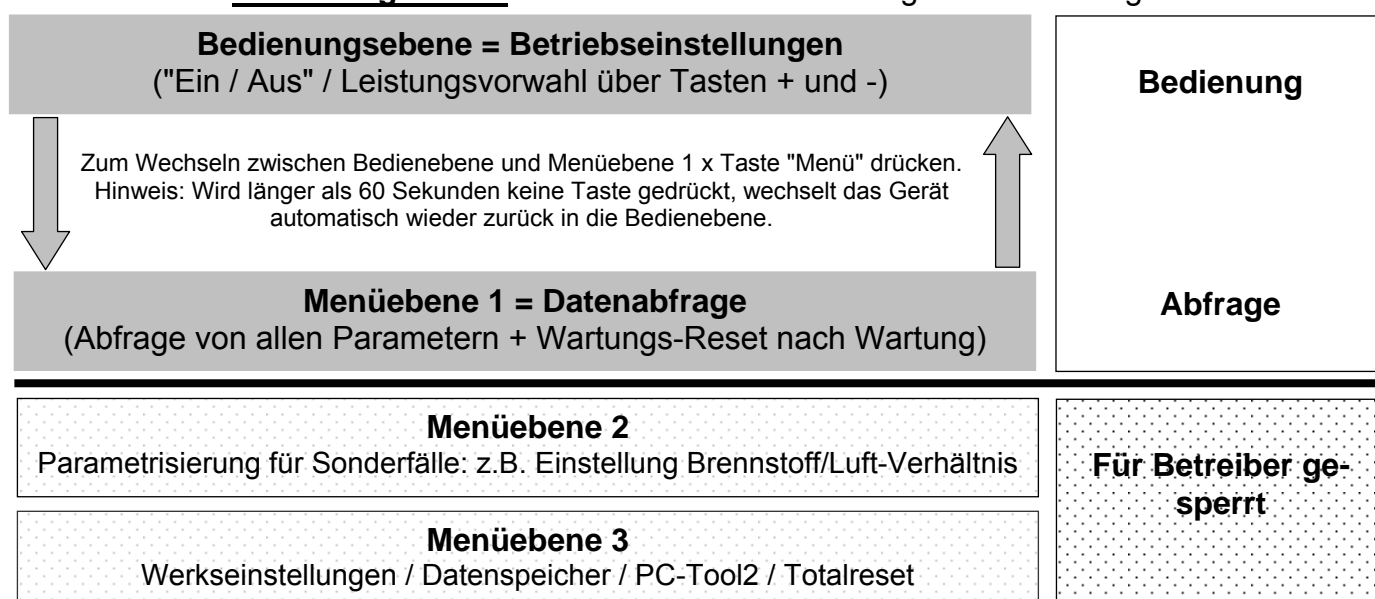 Bedienungsebene = Betriebseinstellungen
("Ein / Aus" / Leistungsvorwahl über Tasten + und -)
Bedienung
Zum Wechseln zwischen Bedienebene und Menüebene 1 x Taste "Menü" drücken.
Hinweis: Wird länger als 60 Sekunden keine Taste gedrückt, wechselt das Gerät
automatisch wieder zurück in die Bedienebene.
Menüebene 1 = Datenabfrage
(Abfrage von allen Parametern + Wartungs-Reset nach Wartung)
Abfrage
Menüebene 2
Parametrisierung für Sonderfälle: z.B. Einstellung Brennstoff/Luft-Verhältnis
Für Betreiber ge-
sperrt
Menüebene 3
Werkseinstellungen / Datenspeicher / PC-Tool2 / Totalreset